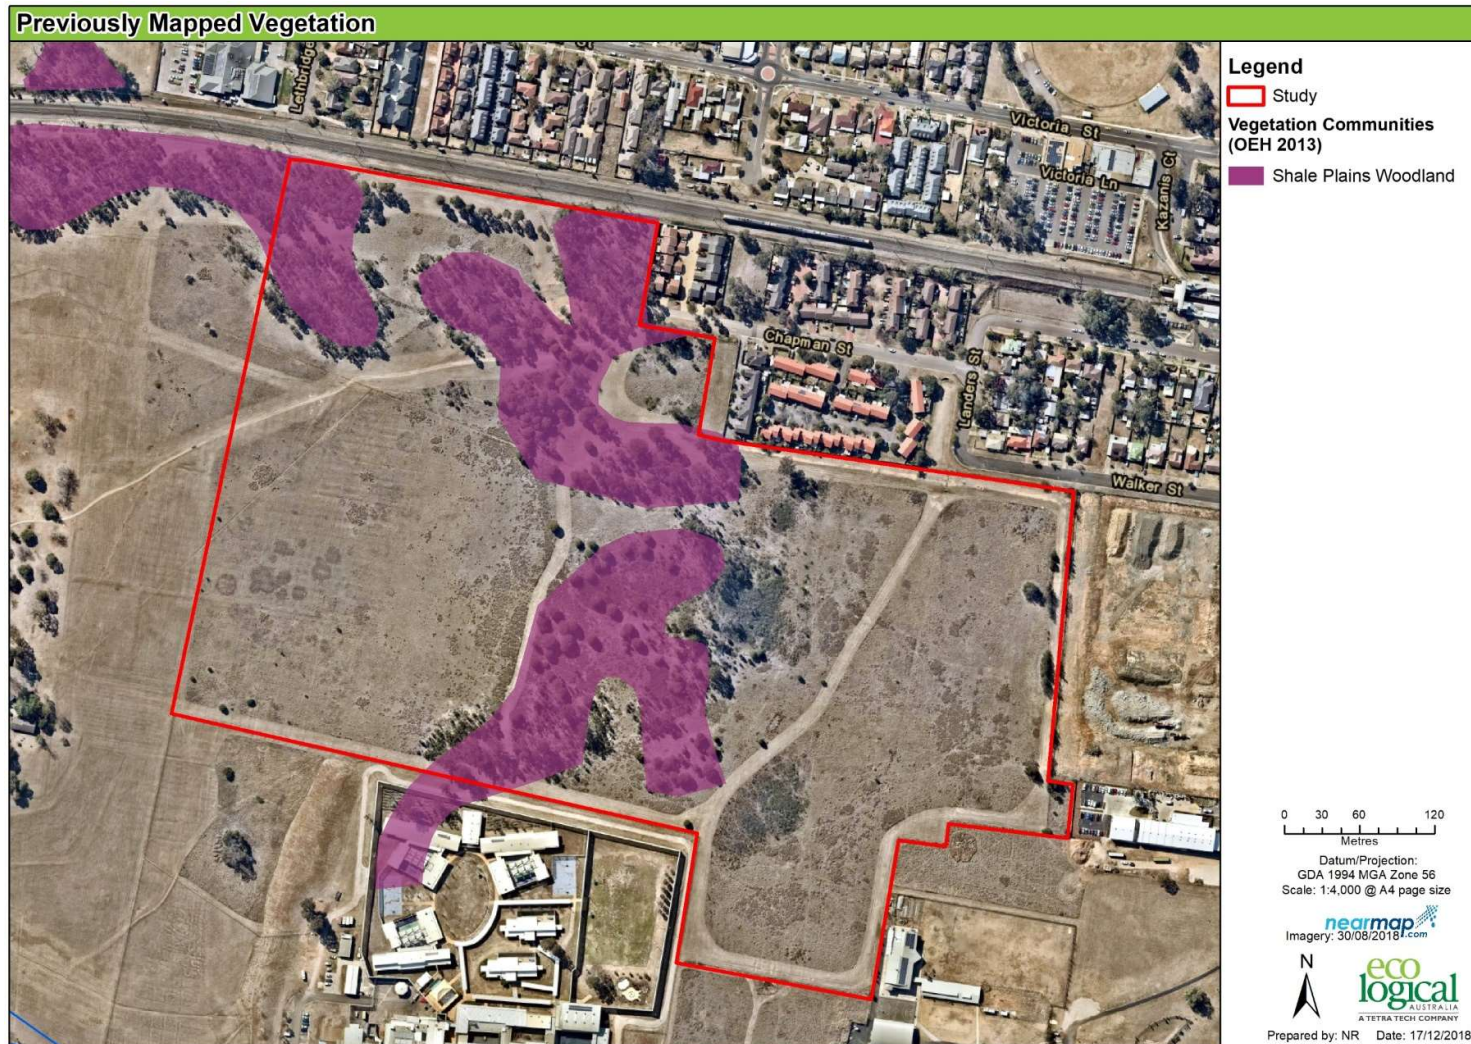 Previously Mapped Vegetation
Lethbridge
St
Victoria St
Victoria Ln
Kazanis Ct
Chapman St
Landers St
Walker St
Legend
Study
Vegetation Communities
(OEH 2013)
Shale Plains Woodland
0 30 60 120
Metres
Datum/Projection:
GDA 1994 MGA Zone 56
Scale: 1:4,000 @ A4 page size
nearmap
.com
Imagery: 30/08/2018
N
eco
logical
AUSTRALIA
A TETRA TECH COMPANY
Prepared by: NR Date: 17/12/2018